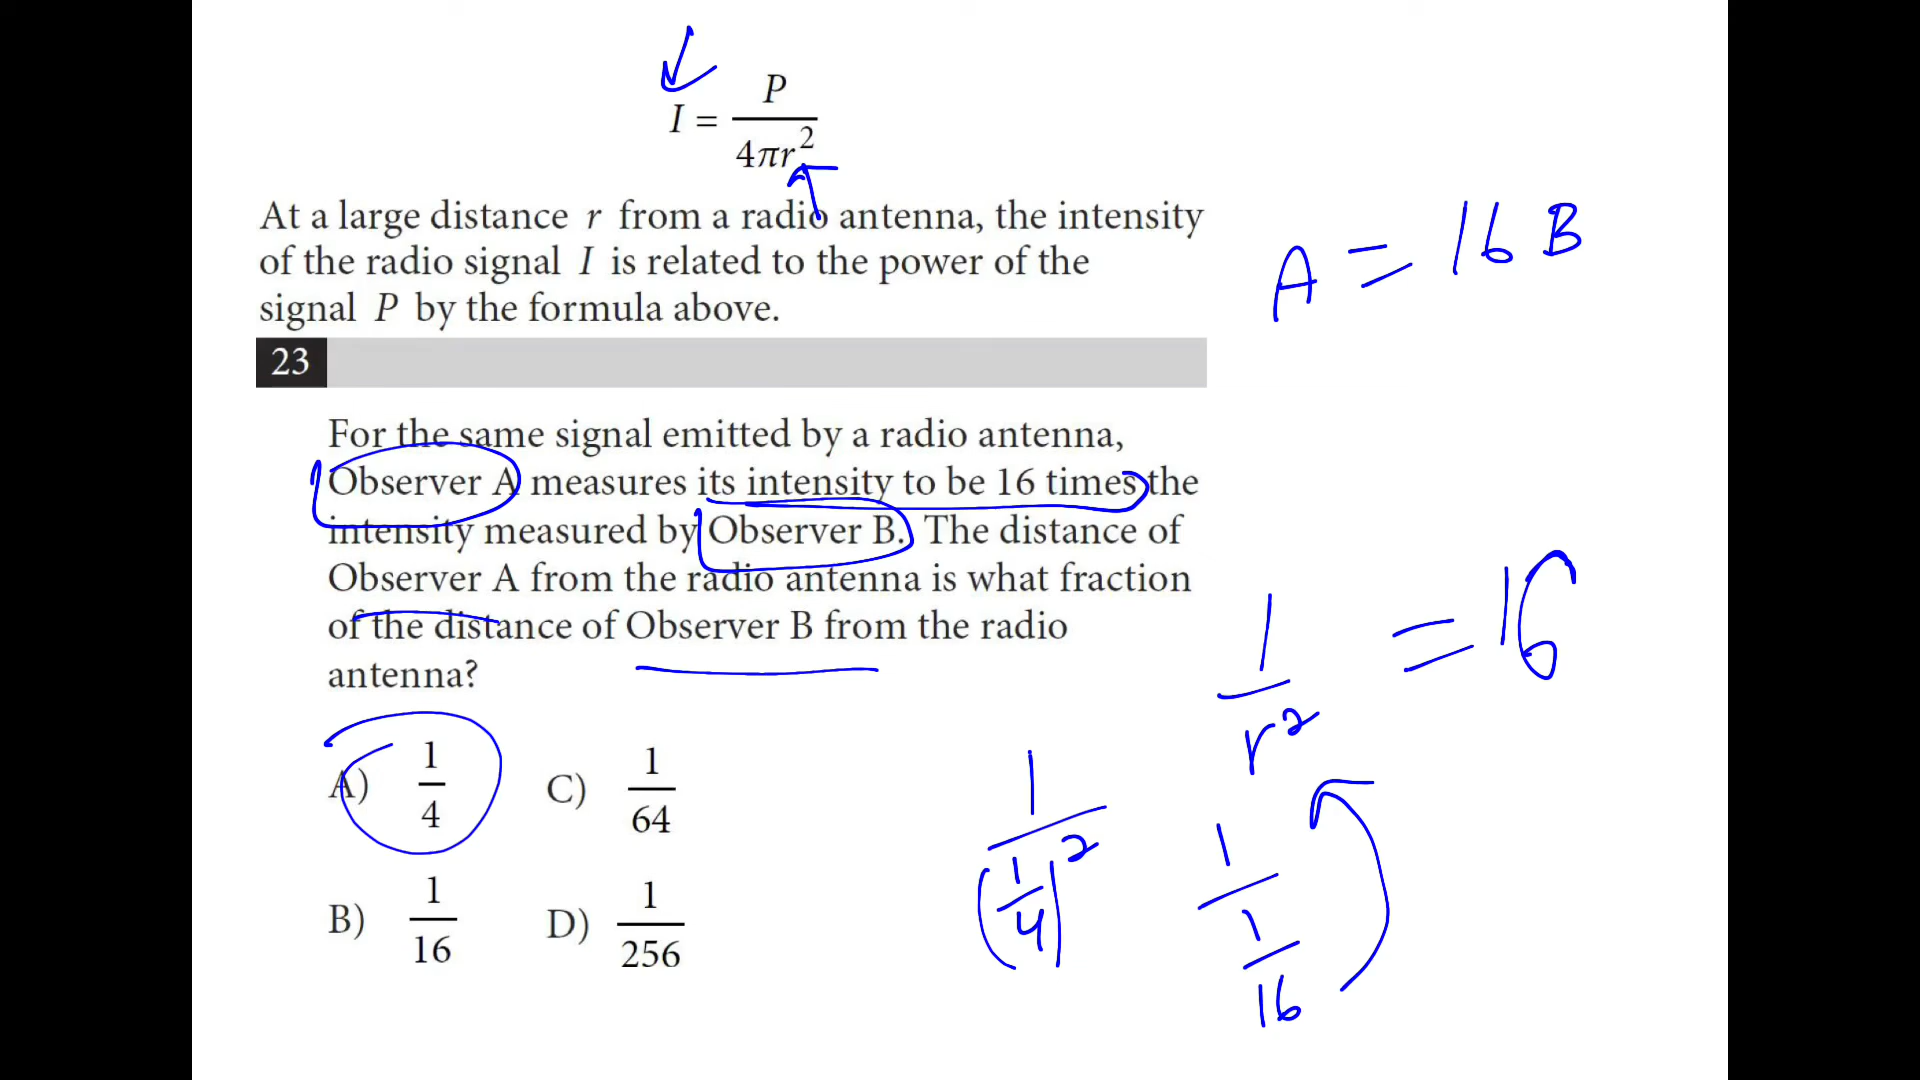 I = P / 4πr²
At a large distance r from a radio antenna, the intensity
of the radio signal I is related to the power of the
signal P by the formula above.
A = 16 B
23
For the same signal emitted by a radio antenna,
Observer A measures its intensity to be 16 times the
intensity measured by Observer B. The distance of
Observer A from the radio antenna is what fraction
of the distance of Observer B from the radio
antenna?
A) 1/4
C) 1/64
B) 1/16
D) 1/256
1/r² = 16
1/(1/4)²
1/(1/16)